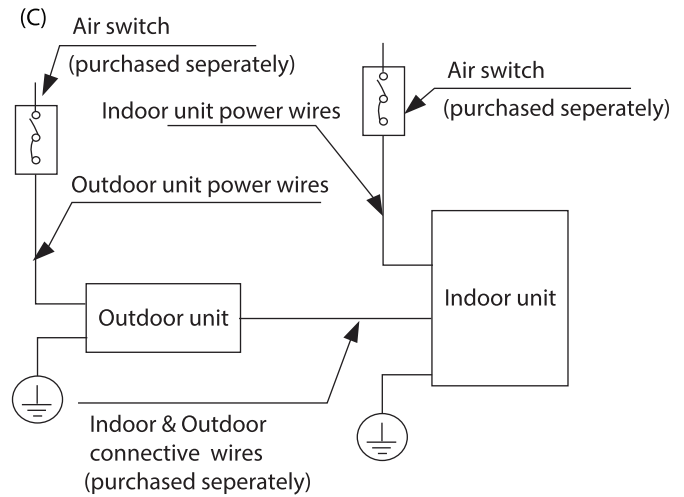 (C)
Air switch
(purchased seperately)
Air switch
(purchased seperately)
Indoor unit power wires
Outdoor unit power wires
Indoor unit
Outdoor unit
Indoor & Outdoor
connective wires
(purchased seperately)